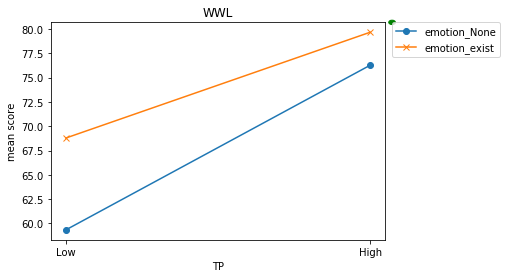 WWL
emotion_None
emotion_exist
80.0
77.5
75.0
72.5
70.0
67.5
65.0
62.5
60.0
mean score
Low
High
TP